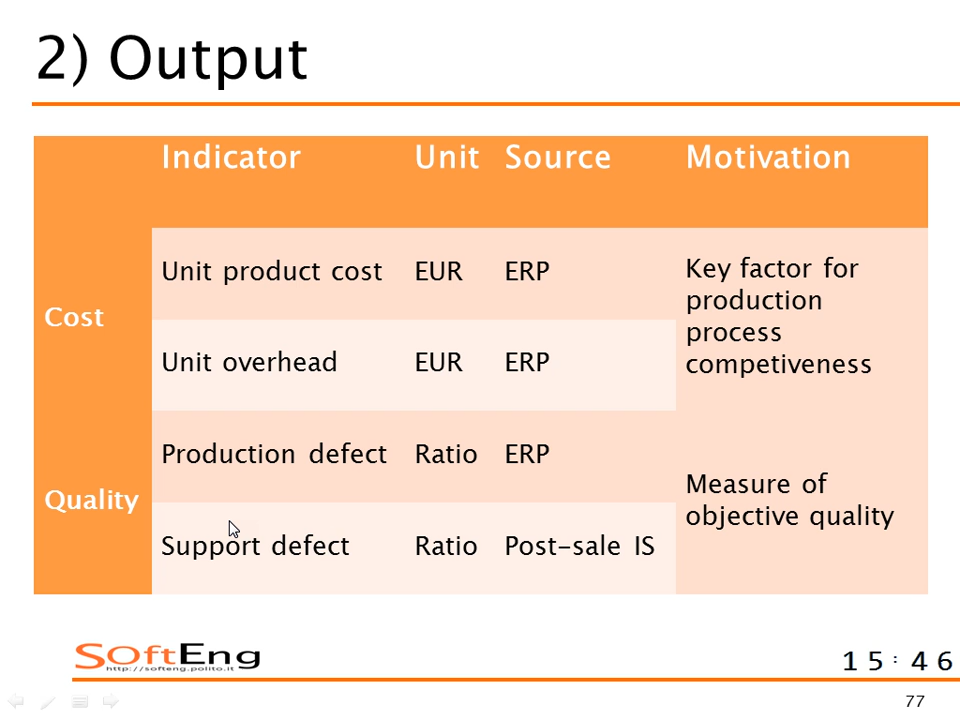 2) Output
Indicator Unit Source Motivation
Cost
Unit product cost EUR ERP
Key factor for
production
process
competiveness
Unit overhead EUR ERP
Quality
Production defect Ratio ERP
Measure of
objective quality
Support defect Ratio Post-sale IS
SOftEng
http://softeng.polito.it
15:46
77